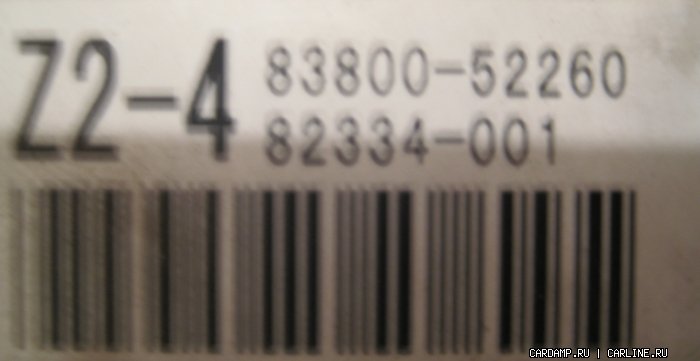 Z2-4
83800-52260
82334-001
CARDAMP.RU | CARLINE.RU